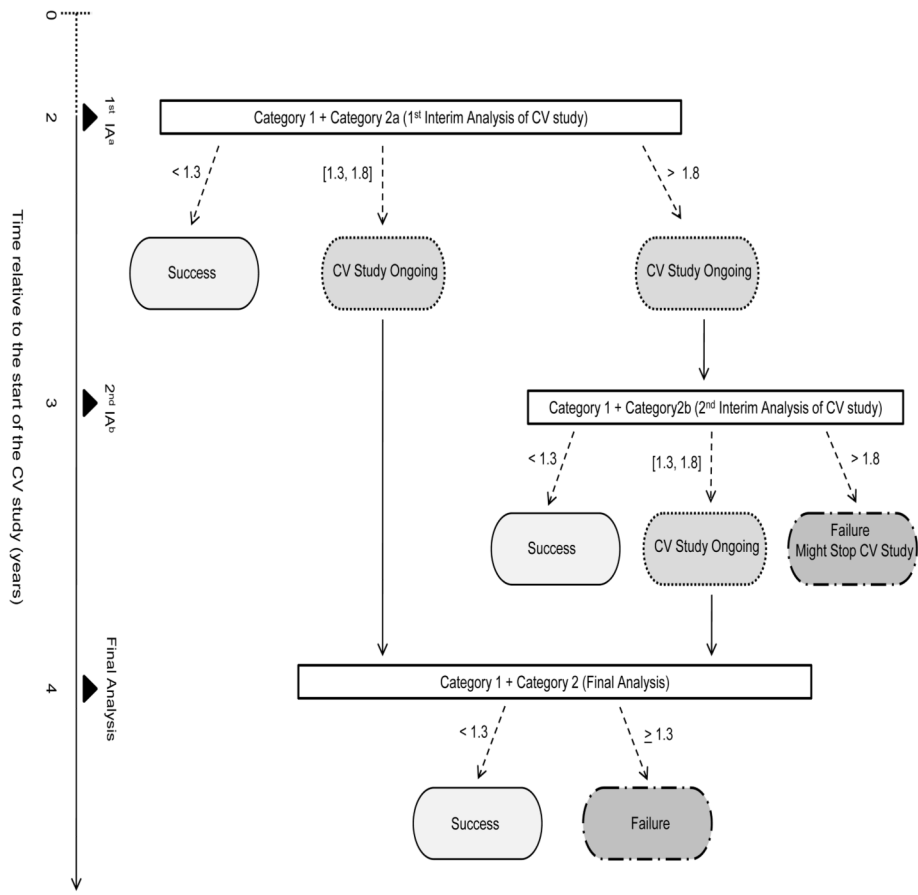 Time relative to the start of the CV study (years)
0
2
1st IAa
3
2nd IAb
4
Final Analysis
Category 1 + Category 2a (1st Interim Analysis of CV study)
< 1.3
[1.3, 1.8]
> 1.8
Success
CV Study Ongoing
CV Study Ongoing
Category 1 + Category2b (2nd Interim Analysis of CV study)
< 1.3
[1.3, 1.8]
> 1.8
Success
CV Study Ongoing
Failure
Might Stop CV Study
Category 1 + Category 2 (Final Analysis)
< 1.3
≥ 1.3
Success
Failure